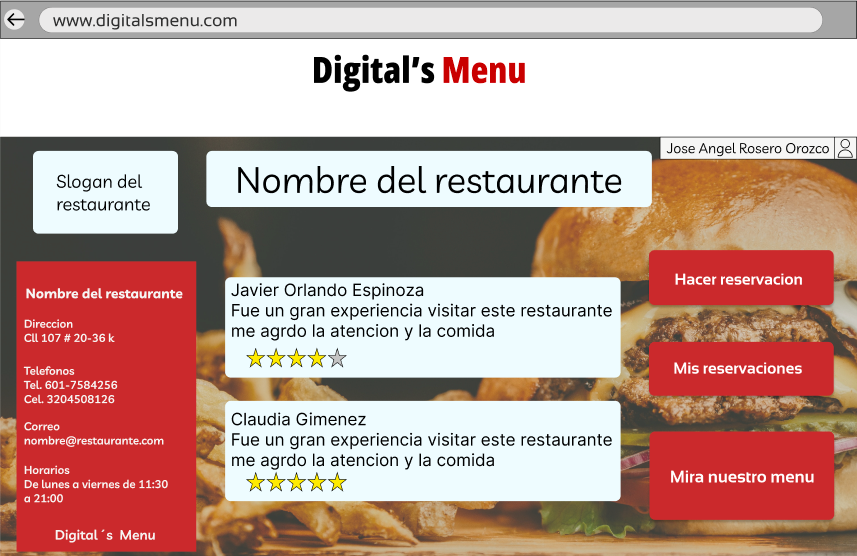 www.digitalsmenu.com
Digital's Menu
Jose Angel Rosero Orozco
Slogan del
restaurante
Nombre del restaurante
Nombre del restaurante
Direccion
Cll 107 # 20-36 k
Telefonos
Tel. 601-7584256
Cel. 3204508126
Correo
nombre@restaurante.com
Horarios
De lunes a viernes de 11:30
a 21:00
Digital´s Menu
Javier Orlando Espinoza
Fue un gran experiencia visitar este restaurante
me agrdo la atencion y la comida
Claudia Gimenez
Fue un gran experiencia visitar este restaurante
me agrdo la atencion y la comida
Hacer reservacion
Mis reservaciones
Mira nuestro menu